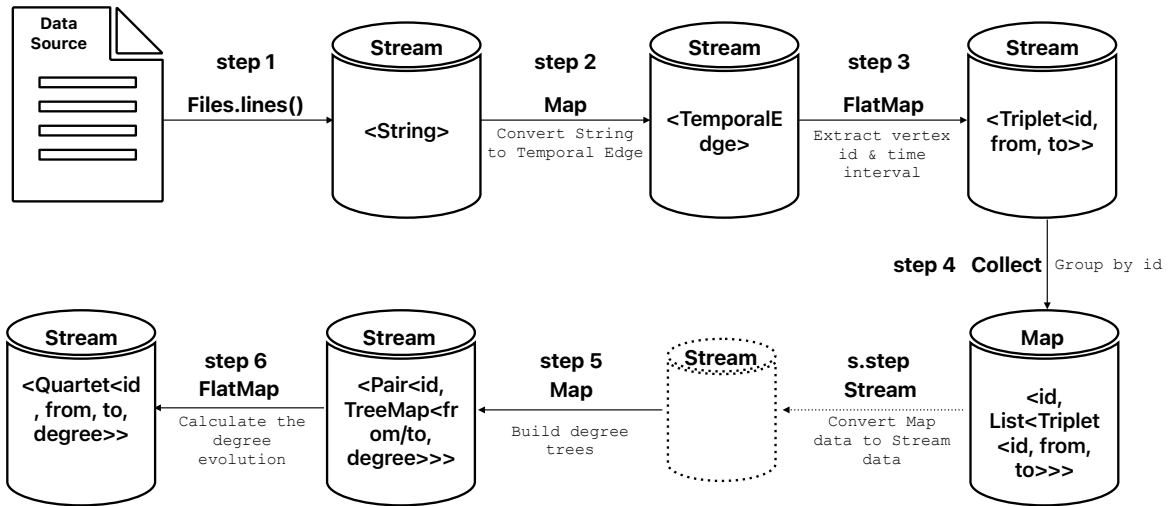 Data
Source
step 1
Files.lines()
Stream
<String>
step 2
Map
Convert String
to Temporal Edge
Stream
<TemporalE
dge>
step 3
FlatMap
Extract vertex
id & time
interval
Stream
<Triplet<id,
from, to>>
step 4 Collect
Group by id
Map
<id,
List<Triplet
<id, from,
to>>>
s.step
Stream
Convert Map
data to Stream
data
Stream
step 5
Map
Build degree
trees
Stream
<Pair<id,
TreeMap<fr
om/to,
degree>>>
step 6
FlatMap
Calculate the
degree
evolution
Stream
<Quartet<id
, from, to,
degree>>